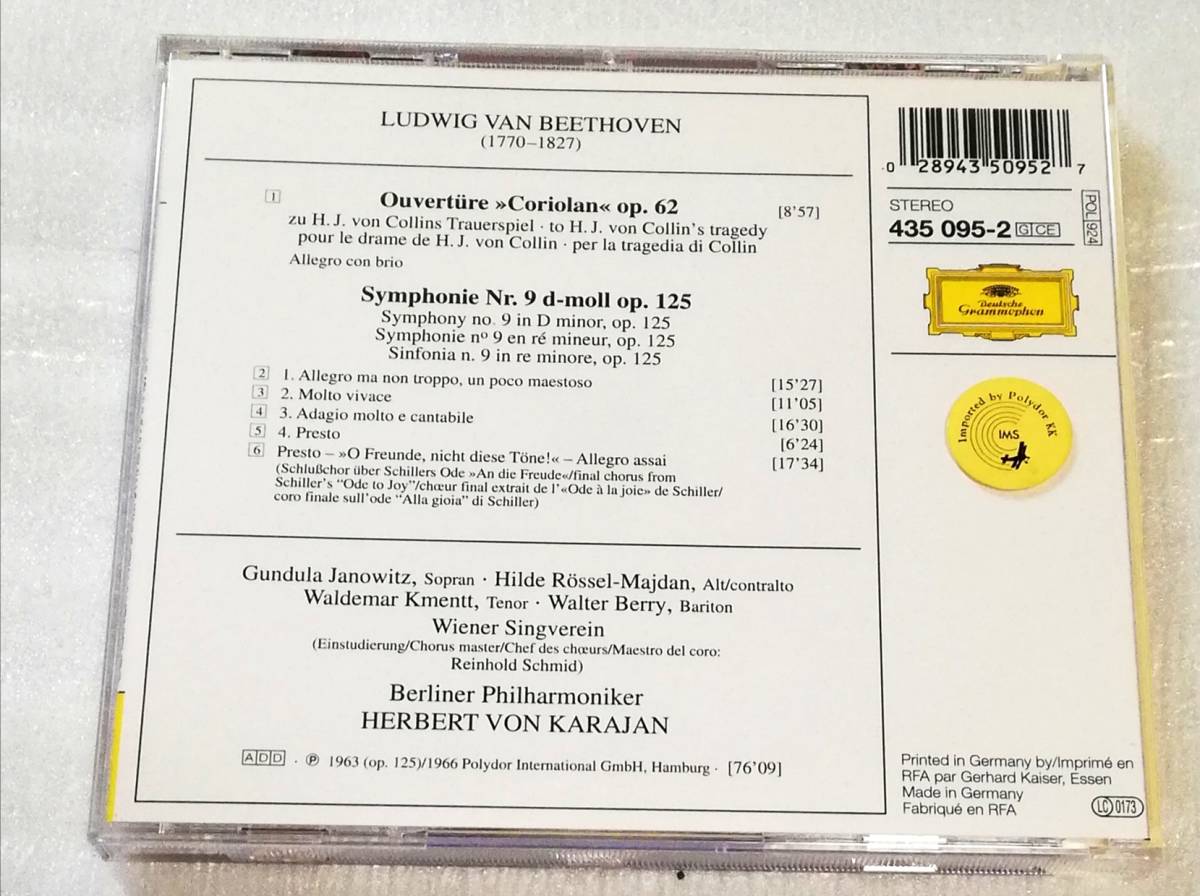 LUDWIG VAN BEETHOVEN
(1770–1827)
1 Ouvertüre »Coriolan« op. 62 [8'57]
zu H. J. von Collins Trauerspiel · to H. J. von Collin's tragedy
pour le drame de H. J. von Collin · per la tragedia di Collin
Allegro con brio
Symphonie Nr. 9 d-moll op. 125
Symphony no. 9 in D minor, op. 125
Symphonie nº 9 en ré mineur, op. 125
Sinfonia n. 9 in re minore, op. 125
2 1. Allegro ma non troppo, un poco maestoso [15'27]
3 2. Molto vivace [11'05]
4 3. Adagio molto e cantabile [16'30]
5 4. Presto [6'24]
6 Presto – »O Freunde, nicht diese Töne!« – Allegro assai [17'34]
(Schlußchor über Schillers Ode »An die Freude«/final chorus from
Schiller's “Ode to Joy”/chœur final extrait de l'«Ode à la joie» de Schiller/
coro finale sull'ode “Alla gioia” di Schiller)
Gundula Janowitz, Sopran · Hilde Rössel-Majdan, Alt/contralto
Waldemar Kmentt, Tenor · Walter Berry, Bariton
Wiener Singverein
(Einstudierung/Chorus master/Chef des chœurs/Maestro del coro:
Reinhold Schmid)
Berliner Philharmoniker
HERBERT VON KARAJAN
ADD · ℗ 1963 (op. 125)/1966 Polydor International GmbH, Hamburg · [76'09]
0 28943 50952 7
STEREO
435 095-2 G CE
POL 924
Deutsche
Grammophon
Imported by Polydor KK
IMS
Printed in Germany by/Imprimé en
RFA par Gerhard Kaiser, Essen
Made in Germany
Fabriqué en RFA
LC 0173